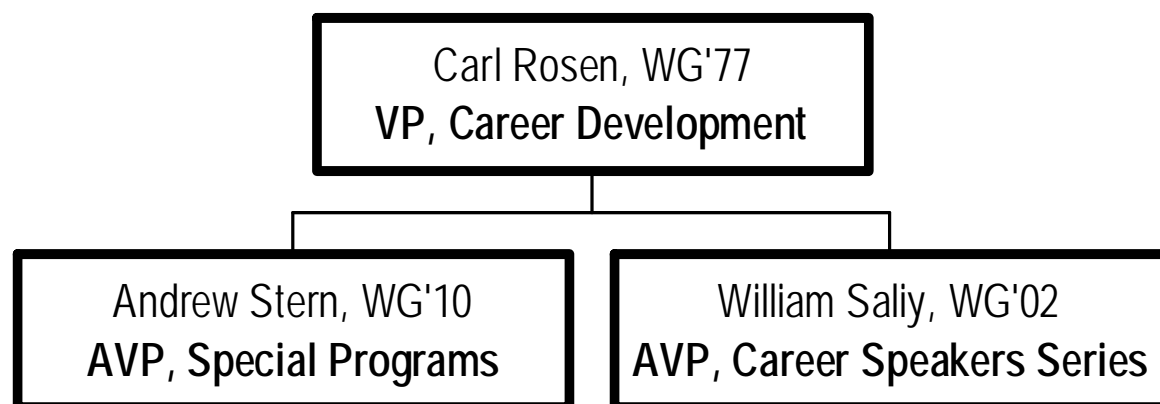 Carl Rosen, WG'77
VP, Career Development
Andrew Stern, WG'10
AVP, Special Programs
William Saliy, WG'02
AVP, Career Speakers Series